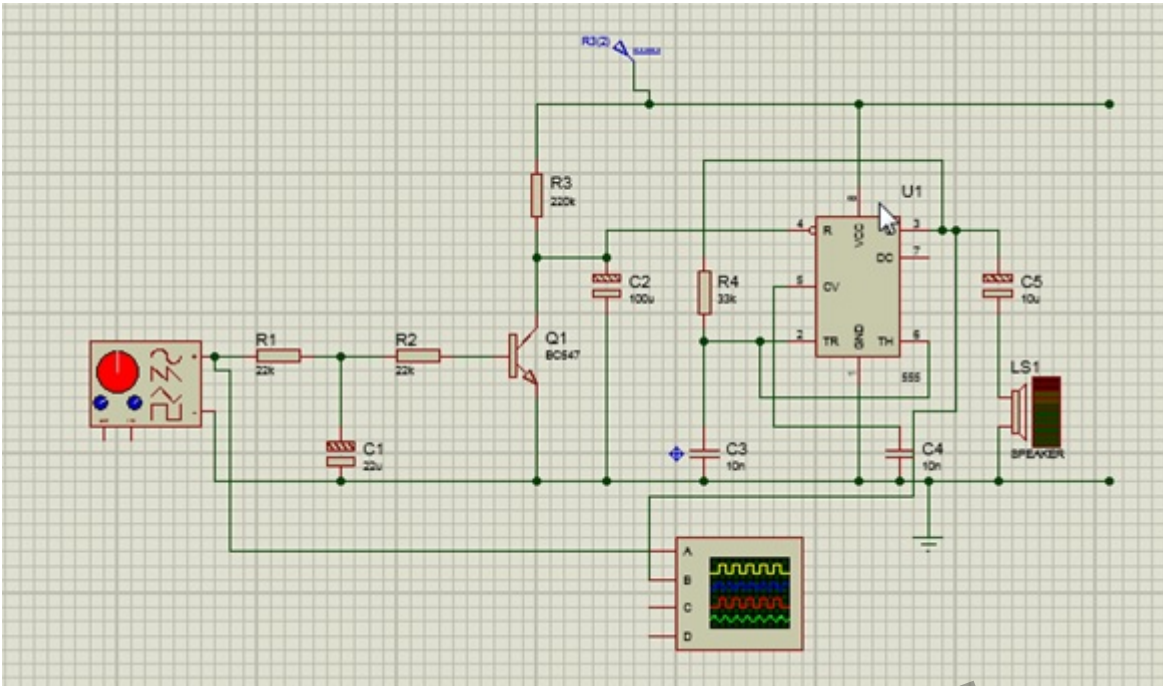 R3(2)
R3
220k
U1
4
R
VCC
8
3
DC
7
C2
100u
R4
33k
5
CV
C5
10u
R1
22k
R2
22k
Q1
BC547
2
TR
GND
TH
6
1
555
LS1
SPEAKER
C1
22u
C3
10n
C4
10n
A
B
C
D
+
-